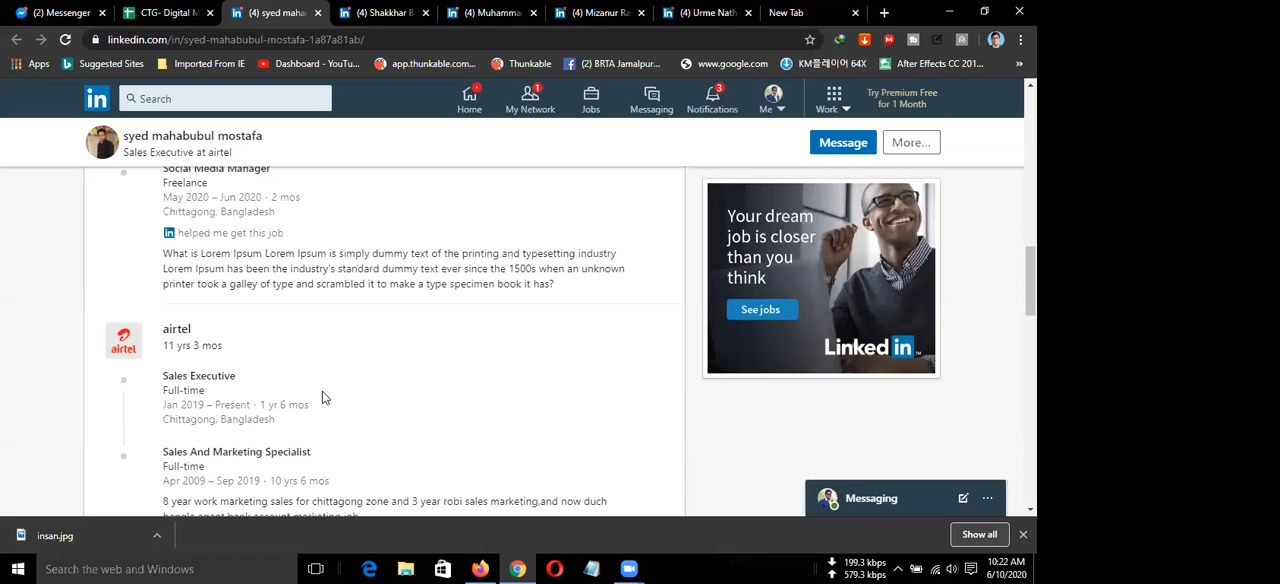 (2) Messenger
CTG- Digital M
(4) syed maha
(4) Shakkhar B
(4) Muhamma
(4) Mizanur Ra
(4) Urme Nath
New Tab
linkedin.com/in/syed-mahabubul-mostafa-1a87a81ab/
Apps
Suggested Sites
Imported From IE
Dashboard - YouTu...
app.thunkable.com...
Thunkable
(2) BRTA Jamalpur...
www.google.com
KM플레이어 64X
After Effects CC 201...
»
in
Search
Home
1
My Network
Jobs
Messaging
3
Notifications
Me
Work
Try Premium Free
for 1 Month
syed mahabubul mostafa
Sales Executive at airtel
Message
More...
Social Media Manager
Freelance
May 2020 – Jun 2020 · 2 mos
Chittagong, Bangladesh
in helped me get this job
What is Lorem Ipsum Lorem Ipsum is simply dummy text of the printing and typesetting industry
Lorem Ipsum has been the industry's standard dummy text ever since the 1500s when an unknown
printer took a galley of type and scrambled it to make a type specimen book it has?
airtel
airtel
11 yrs 3 mos
Sales Executive
Full-time
Jan 2019 – Present · 1 yr 6 mos
Chittagong, Bangladesh
Sales And Marketing Specialist
Full-time
Apr 2009 – Sep 2019 · 10 yrs 6 mos
8 year work marketing sales for chittagong zone and 3 year robi sales marketing,and now duch
bangla agent bank account marketing job
Your dream
job is closer
than you
think
See jobs
Linked in
Messaging
insan.jpg
Show all
Search the web and Windows
199.3 kbps
579.3 kbps
10:22 AM
6/10/2020